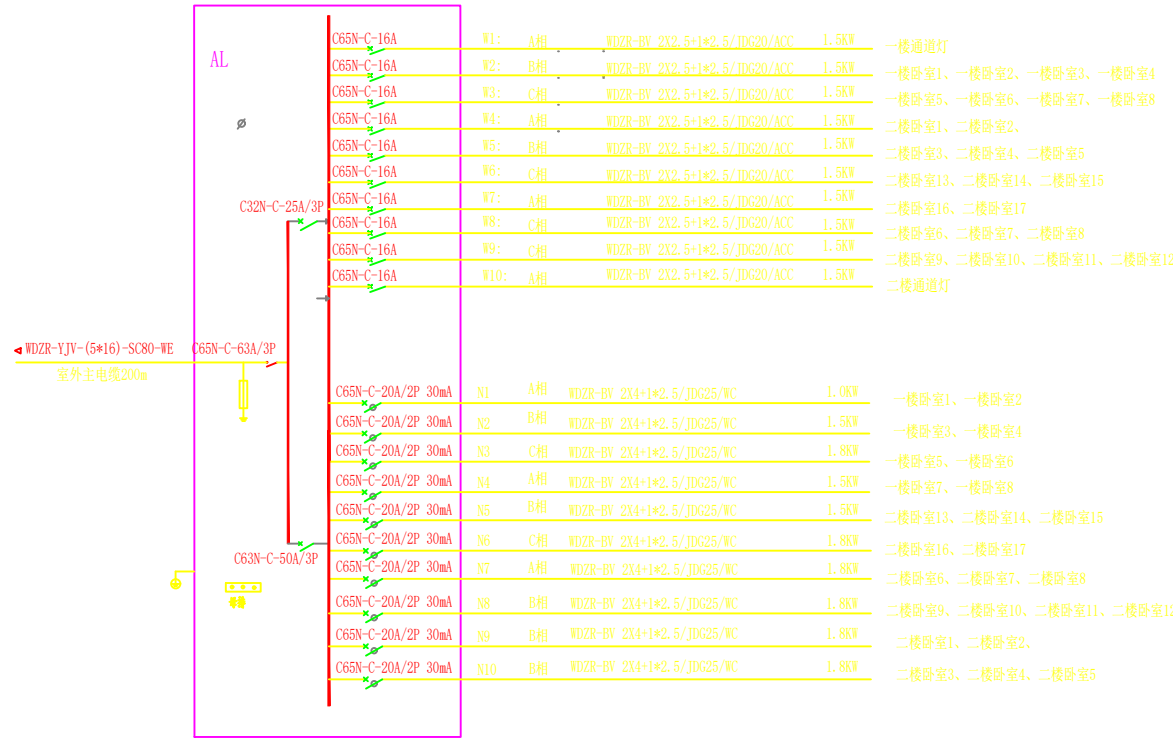 AL
C65N-C-16A W1: A相 WDZR-BV 2X2.5+1*2.5/JDG20/ACC 1.5KW 一楼通道灯
C65N-C-16A W2: B相 WDZR-BV 2X2.5+1*2.5/JDG20/ACC 1.5KW 一楼卧室1、一楼卧室2、一楼卧室3、一楼卧室4
C65N-C-16A W3: C相 WDZR-BV 2X2.5+1*2.5/JDG20/ACC 1.5KW 一楼卧室5、一楼卧室6、一楼卧室7、一楼卧室8
C65N-C-16A W4: A相 WDZR-BV 2X2.5+1*2.5/JDG20/ACC 1.5KW 二楼卧室1、二楼卧室2、
C65N-C-16A W5: B相 WDZR-BV 2X2.5+1*2.5/JDG20/ACC 1.5KW 二楼卧室3、二楼卧室4、二楼卧室5
C65N-C-16A W6: C相 WDZR-BV 2X2.5+1*2.5/JDG20/ACC 1.5KW 二楼卧室13、二楼卧室14、二楼卧室15
C65N-C-16A W7: A相 WDZR-BV 2X2.5+1*2.5/JDG20/ACC 1.5KW 二楼卧室16、二楼卧室17
C32N-C-25A/3P
C65N-C-16A W8: C相 WDZR-BV 2X2.5+1*2.5/JDG20/ACC 1.5KW 二楼卧室6、二楼卧室7、二楼卧室8
C65N-C-16A W9: C相 WDZR-BV 2X2.5+1*2.5/JDG20/ACC 1.5KW 二楼卧室9、二楼卧室10、二楼卧室11、二楼卧室12
C65N-C-16A W10: A相 WDZR-BV 2X2.5+1*2.5/JDG20/ACC 1.5KW 二楼通道灯
WDZR-YJV-(5*16)-SC80-WE C65N-C-63A/3P
室外主电缆200m
C65N-C-20A/2P 30mA N1 A相 WDZR-BV 2X4+1*2.5/JDG25/WC 1.0KW 一楼卧室1、一楼卧室2
C65N-C-20A/2P 30mA N2 B相 WDZR-BV 2X4+1*2.5/JDG25/WC 1.5KW 一楼卧室3、一楼卧室4
C65N-C-20A/2P 30mA N3 C相 WDZR-BV 2X4+1*2.5/JDG25/WC 1.8KW 一楼卧室5、一楼卧室6
C65N-C-20A/2P 30mA N4 A相 WDZR-BV 2X4+1*2.5/JDG25/WC 1.5KW 一楼卧室7、一楼卧室8
C65N-C-20A/2P 30mA N5 B相 WDZR-BV 2X4+1*2.5/JDG25/WC 1.5KW 二楼卧室13、二楼卧室14、二楼卧室15
C65N-C-20A/2P 30mA N6 C相 WDZR-BV 2X4+1*2.5/JDG25/WC 1.8KW 二楼卧室16、二楼卧室17
C63N-C-50A/3P
C65N-C-20A/2P 30mA N7 A相 WDZR-BV 2X4+1*2.5/JDG25/WC 1.8KW 二楼卧室6、二楼卧室7、二楼卧室8
C65N-C-20A/2P 30mA N8 B相 WDZR-BV 2X4+1*2.5/JDG25/WC 1.8KW 二楼卧室9、二楼卧室10、二楼卧室11、二楼卧室12
C65N-C-20A/2P 30mA N9 B相 WDZR-BV 2X4+1*2.5/JDG25/WC 1.8KW 二楼卧室1、二楼卧室2、
C65N-C-20A/2P 30mA N10 B相 WDZR-BV 2X4+1*2.5/JDG25/WC 1.8KW 二楼卧室3、二楼卧室4、二楼卧室5